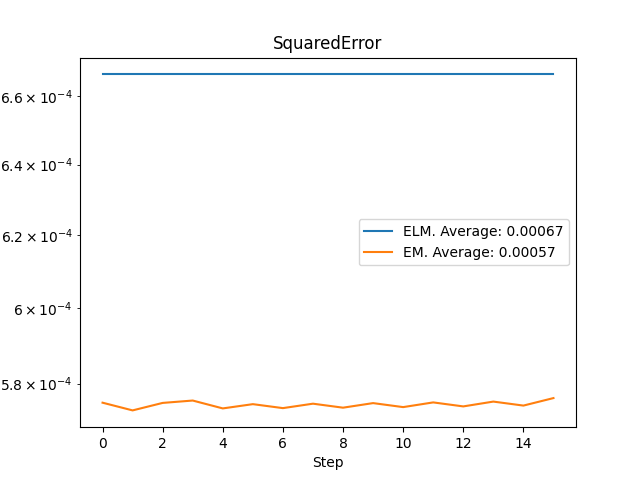 SquaredError
6.6 × 10⁻⁴
6.4 × 10⁻⁴
6.2 × 10⁻⁴
6 × 10⁻⁴
5.8 × 10⁻⁴
ELM. Average: 0.00067
EM. Average: 0.00057
0 2 4 6 8 10 12 14
Step